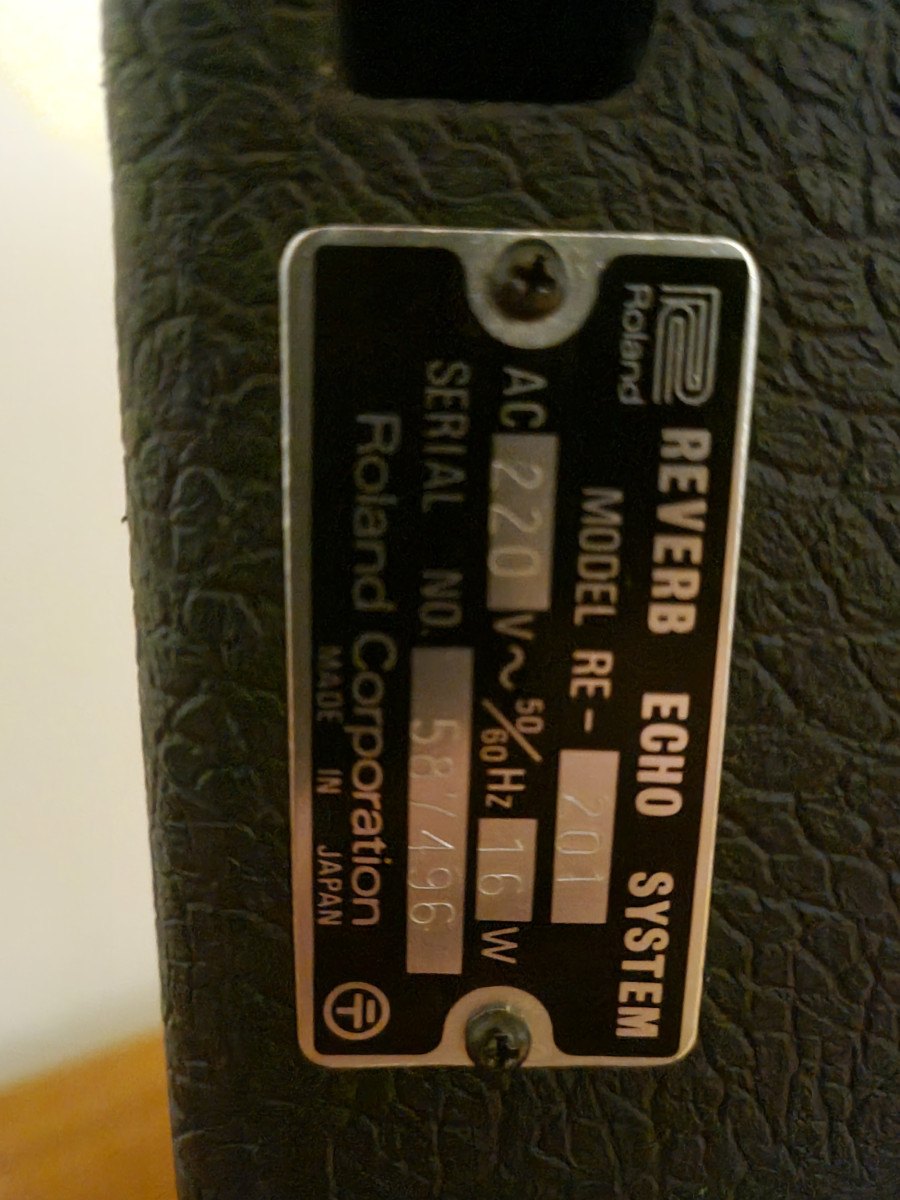 Roland
REVERB ECHO SYSTEM
MODEL RE-201
AC 220 V~ 50/60 Hz 16 W
SERIAL NO. 587496
Roland Corporation
MADE IN JAPAN